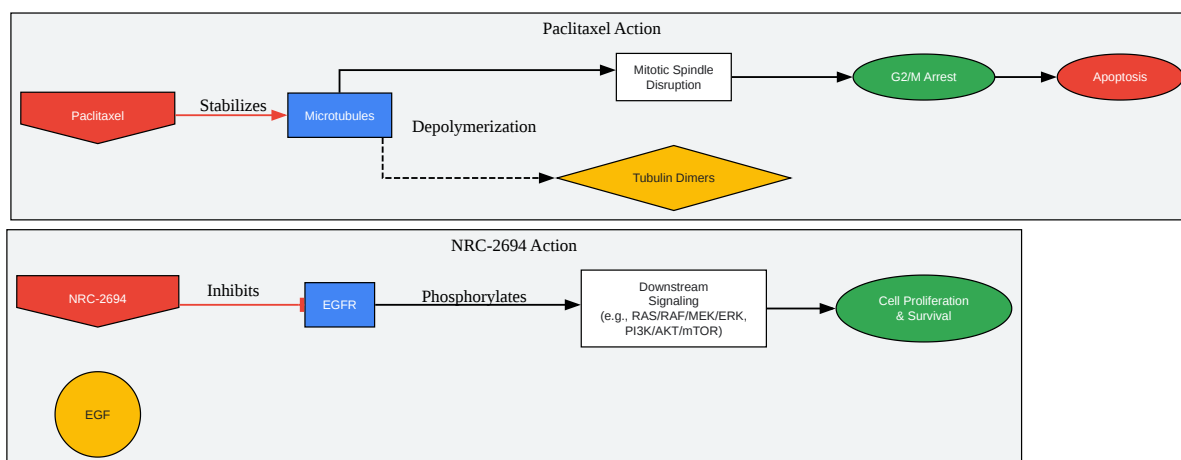 Paclitaxel Action
Paclitaxel
Stabilizes
Microtubules
Depolymerization
Mitotic Spindle
Disruption
G2/M Arrest
Apoptosis
Tubulin Dimers
NRC-2694 Action
NRC-2694
Inhibits
EGFR
Phosphorylates
Downstream
Signaling
(e.g., RAS/RAF/MEK/ERK,
PI3K/AKT/mTOR)
Cell Proliferation
& Survival
EGF